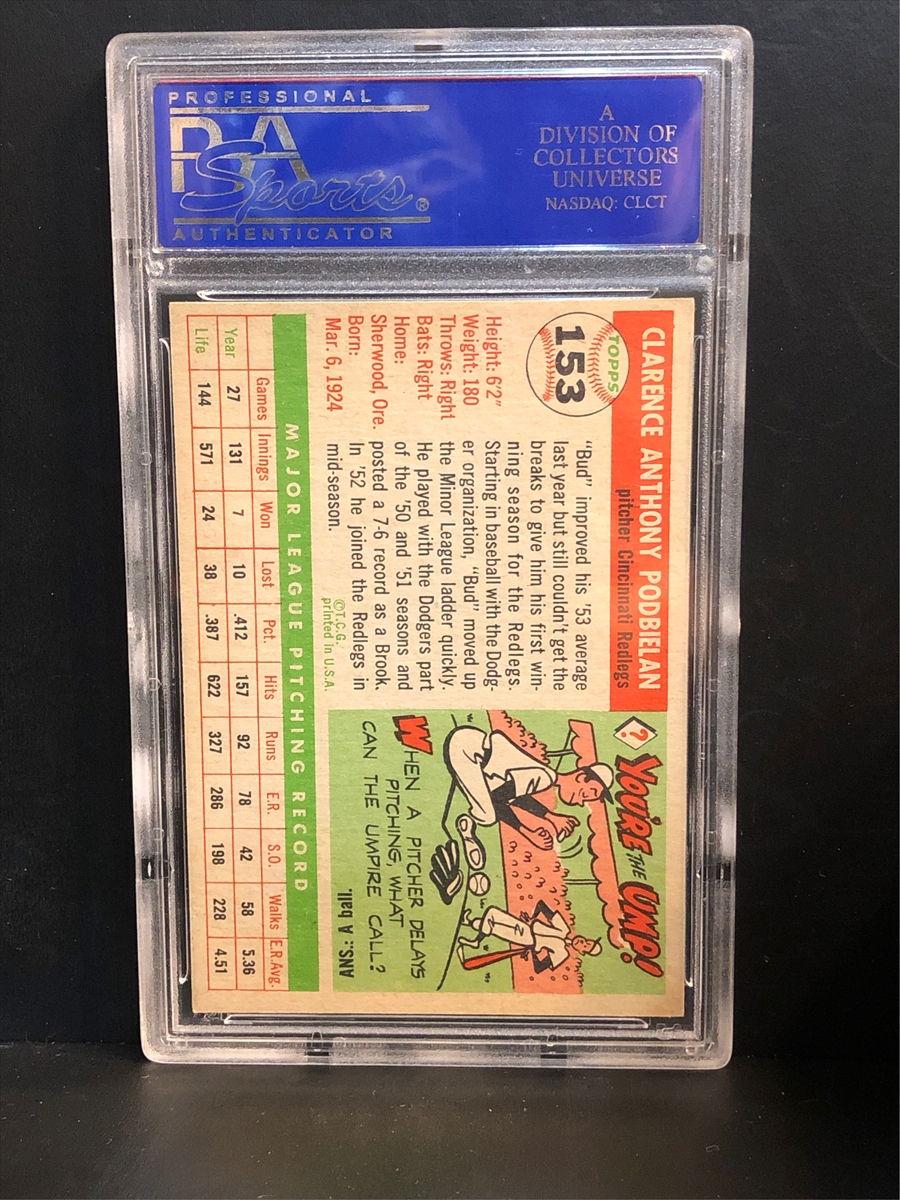 PROFESSIONAL
PSA
Sports®
AUTHENTICATOR
A
DIVISION OF
COLLECTORS
UNIVERSE
NASDAQ: CLCT
CLARENCE ANTHONY PODBIELAN
pitcher Cincinnati Redlegs
TOPPS
153
Height: 6'2"
Weight: 180
Throws: Right
Bats: Right
Home:
Sherwood, Ore.
Born:
Mar. 6, 1924
"Bud" improved his '53 average
last year but still couldn't get the
breaks to give him his first win-
ning season for the Redlegs.
Starting in baseball with the Dodg-
er organization, "Bud" moved up
the Minor League ladder quickly.
He played with the Dodgers part
of the '50 and '51 seasons and
posted a 7-6 record as a Brook.
In '52 he joined the Redlegs in
mid-season.
©T.C.G.
printed in U.S.A.
?
YOU'RE THE UMP!
WHEN A PITCHER DELAYS
PITCHING, WHAT
CAN THE UMPIRE CALL?
ANS.: A ball.
MAJOR LEAGUE PITCHING RECORD
Games Innings Won Lost Pct. Hits Runs E.R. S.O. Walks E.R.Avg.
Year 27 131 7 10 .412 157 92 78 42 58 5.36
Life 144 571 24 38 .387 622 327 286 198 228 4.51